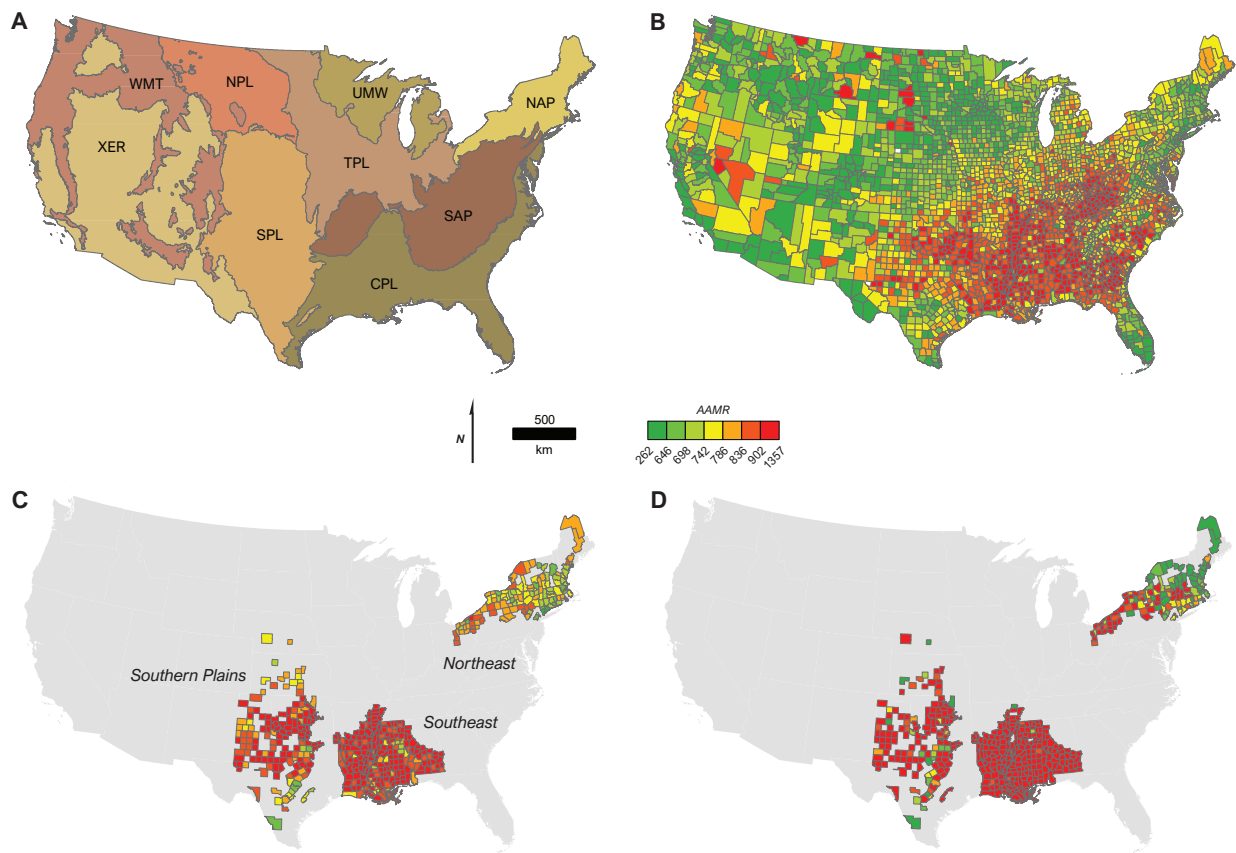 A
B
WMT
NPL
UMW
NAP
XER
TPL
SAP
SPL
CPL
N
500
km
AAMR
262
646
698
742
786
836
902
1357
C
D
Southern Plains
Northeast
Southeast